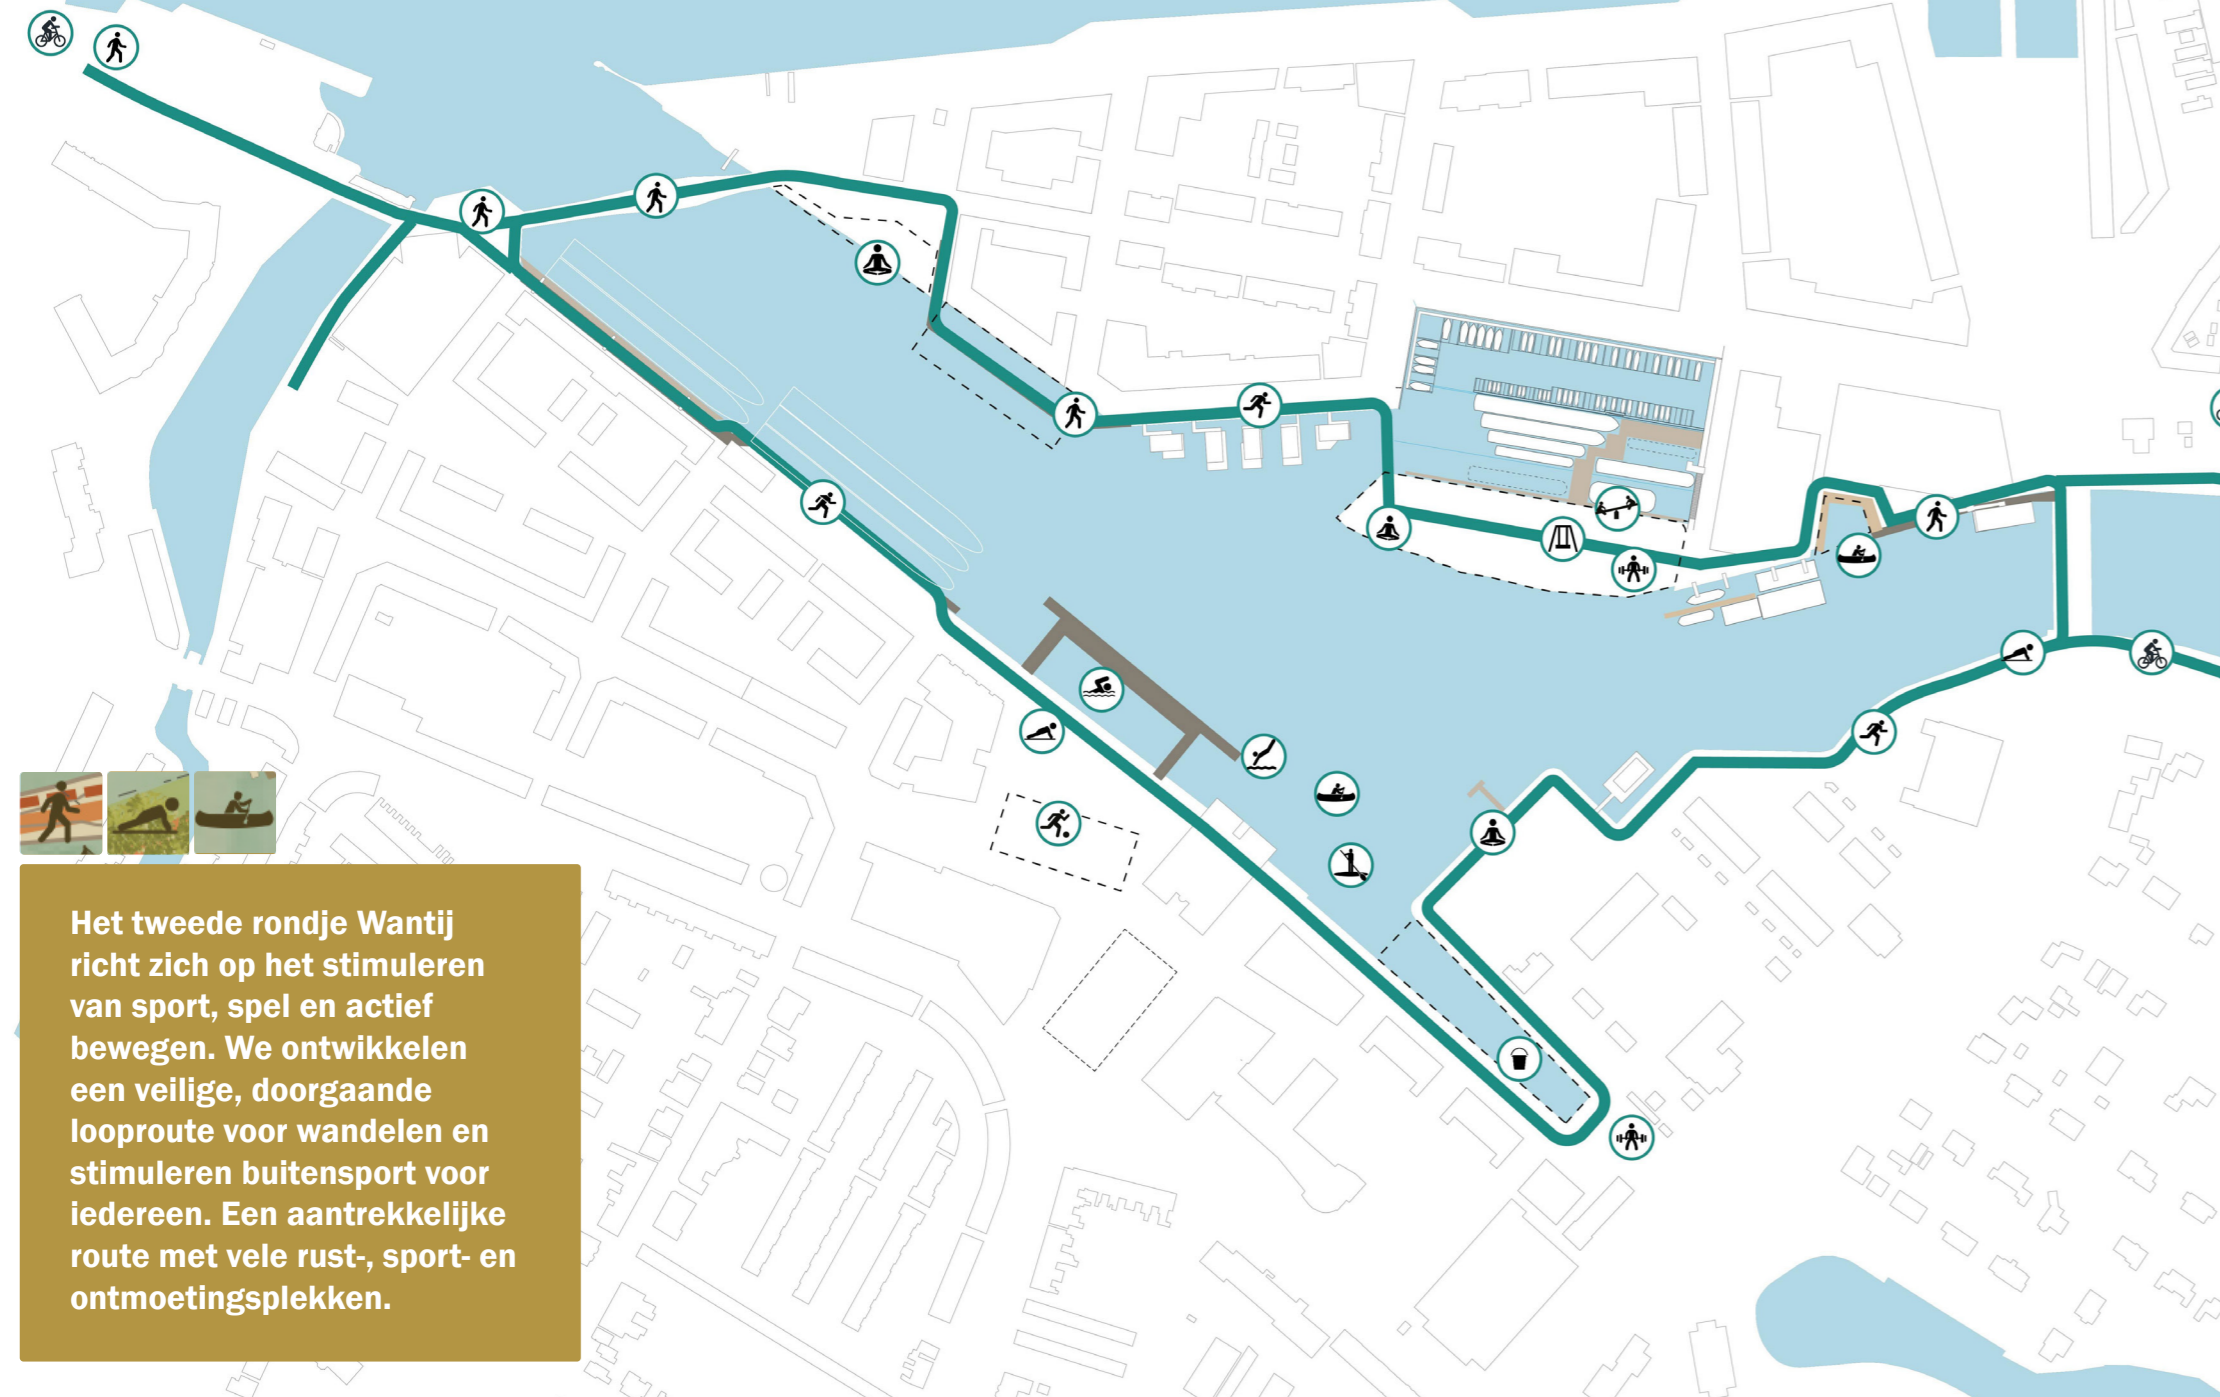 Het tweede rondje Wantij
richt zich op het stimuleren
van sport, spel en actief
bewegen. We ontwikkelen
een veilige, doorgaande
looproute voor wandelen en
stimuleren buitensport voor
iedereen. Een aantrekkelijke
route met vele rust-, sport- en
ontmoetingsplekken.